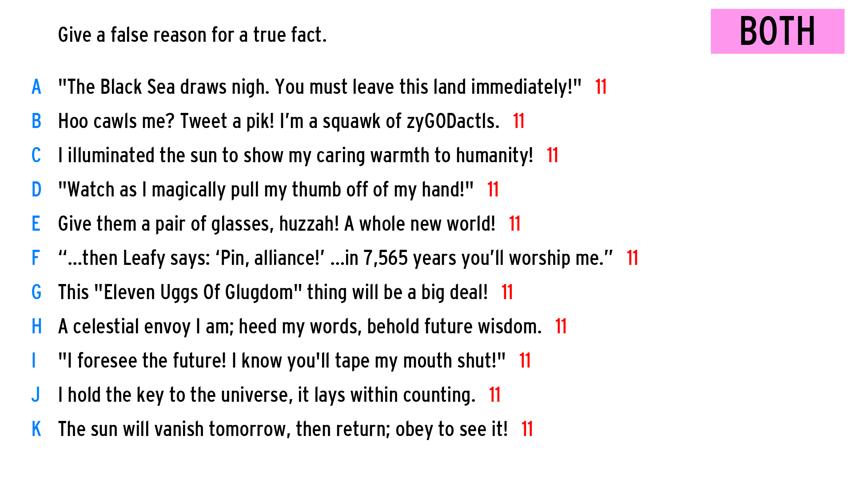 Give a false reason for a true fact.
BOTH
A "The Black Sea draws nigh. You must leave this land immediately!" 11
B Hoo cawls me? Tweet a pik! I'm a squawk of zyGODactls. 11
C I illuminated the sun to show my caring warmth to humanity! 11
D "Watch as I magically pull my thumb off of my hand!" 11
E Give them a pair of glasses, huzzah! A whole new world! 11
F “...then Leafy says: ‘Pin, alliance!’ ...in 7,565 years you’ll worship me.” 11
G This "Eleven Uggs Of Glugdom" thing will be a big deal! 11
H A celestial envoy I am; heed my words, behold future wisdom. 11
I "I foresee the future! I know you'll tape my mouth shut!" 11
J I hold the key to the universe, it lays within counting. 11
K The sun will vanish tomorrow, then return; obey to see it! 11